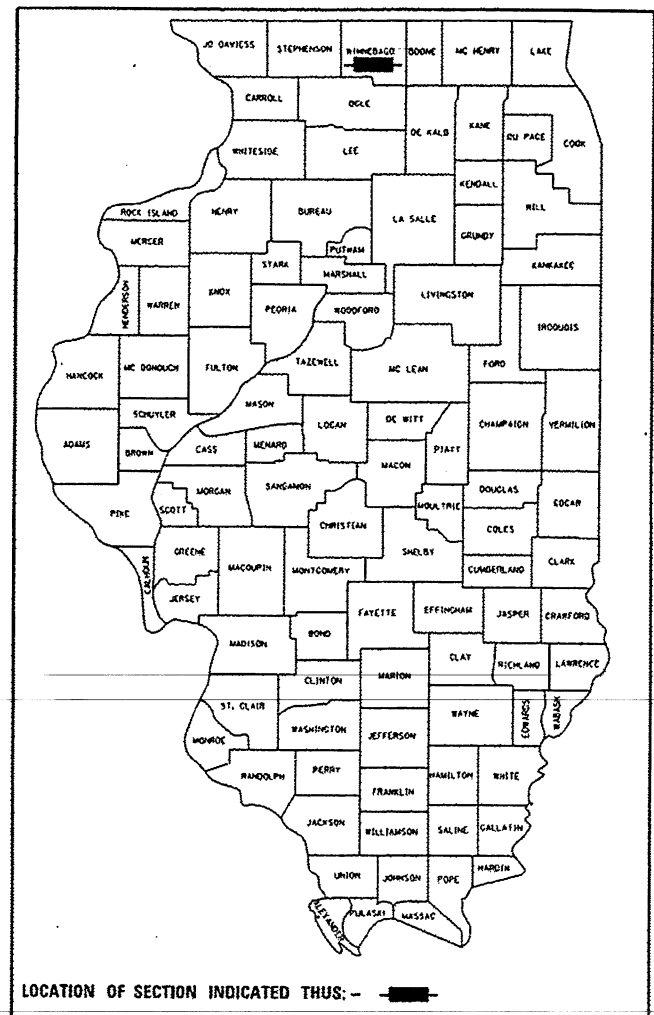 JO DAVIESS STEPHENSON WINNEBAGO BOONE MC HENRY LAKE
CARROLL OGLE DE KALB KANE DU PAGE COOK
WHITESIDE LEE
KENDALL
ROCK ISLAND HENRY BUREAU LA SALLE GRUNDY WILL
MERCER PUTNAM
STARK MARSHALL KANKAKEE
HENDERSON WARREN KNOX PEORIA WOODFORD LIVINGSTON IROQUOIS
HANCOCK MC DONOUGH FULTON TAZEWELL MC LEAN FORD
SCHUYLER MASON
ADAMS BROWN CASS MENARD LOGAN DE WITT PIATT CHAMPAIGN VERMILION
MACON
PIKE SCOTT MORGAN SANGAMON CHRISTIAN MOULTRIE DOUGLAS EDGAR
COLES
CALHOUN GREENE MACOUPIN MONTGOMERY SHELBY CUMBERLAND CLARK
JERSEY FAYETTE EFFINGHAM JASPER CRAWFORD
MADISON BOND
CLINTON MARION CLAY RICHLAND LAWRENCE
ST. CLAIR WASHINGTON JEFFERSON WAYNE EDWARDS WABASH
MONROE
RANDOLPH PERRY FRANKLIN HAMILTON WHITE
JACKSON WILLIAMSON SALINE GALLATIN
UNION JOHNSON POPE HARDIN
ALEXANDER PULASKI MASSAC
LOCATION OF SECTION INDICATED THUS: -